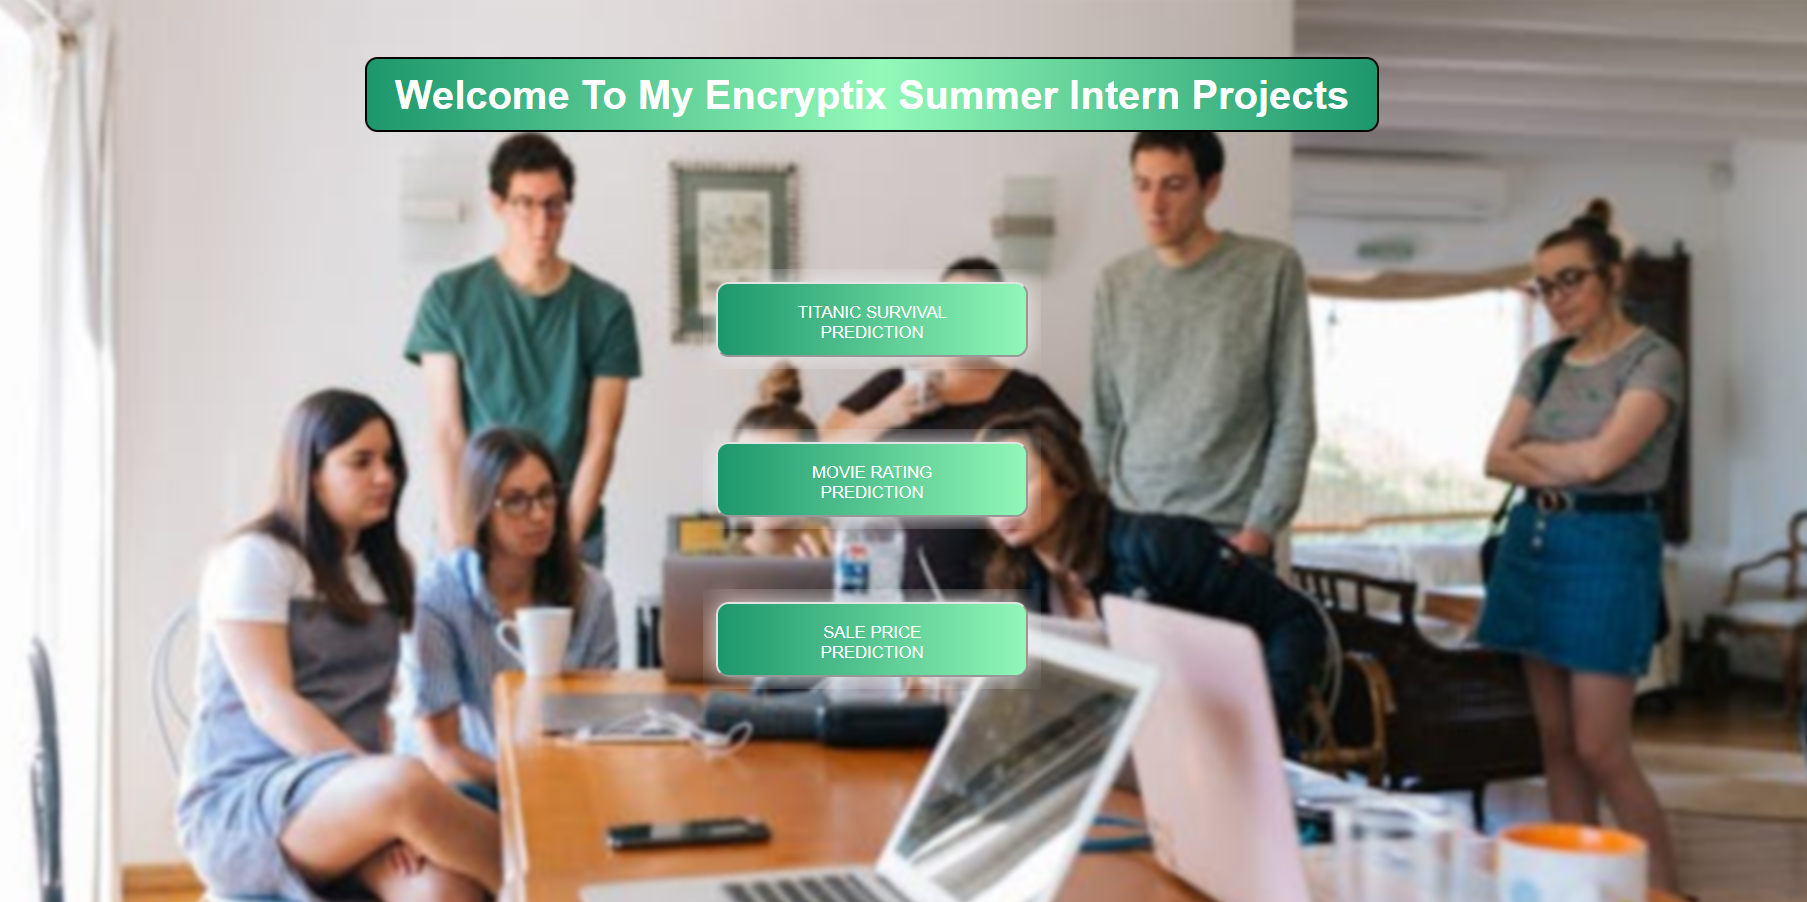 Welcome To My Encryptix Summer Intern Projects
TITANIC SURVIVAL
PREDICTION
MOVIE RATING
PREDICTION
SALE PRICE
PREDICTION